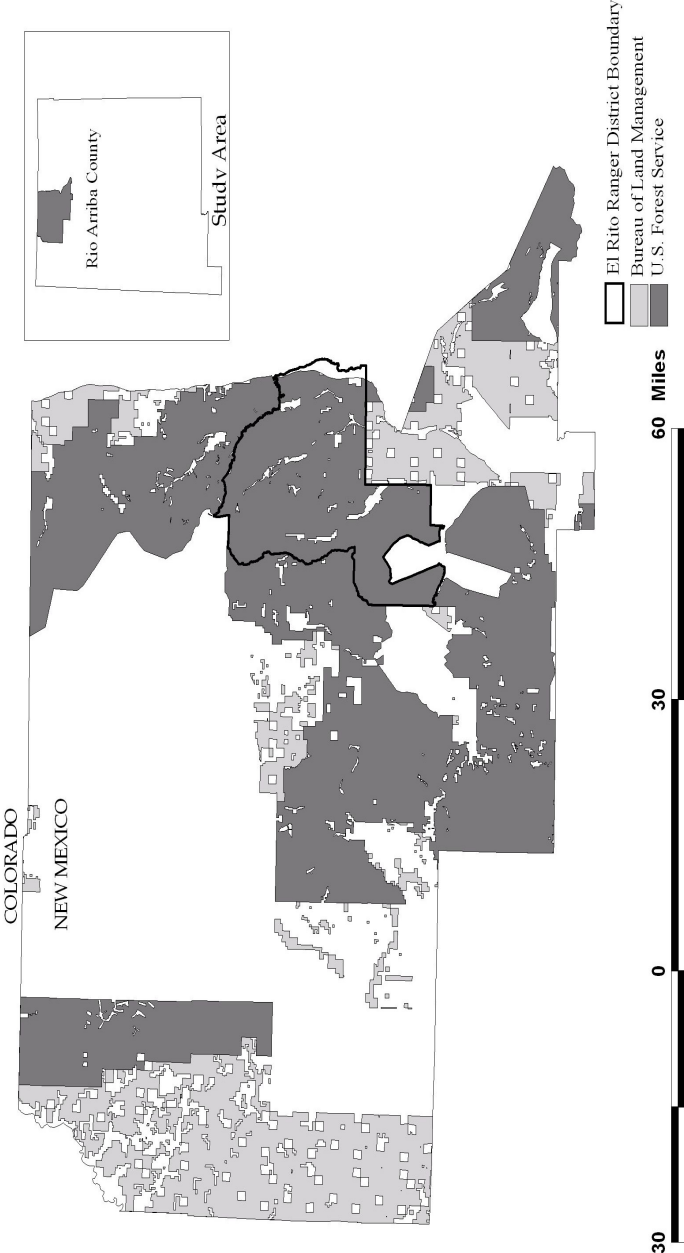 COLORADO
NEW MEXICO
Rio Arriba County
Study Area
El Rito Ranger District Boundary
Bureau of Land Management
U.S. Forest Service
30 0 30 60 Miles